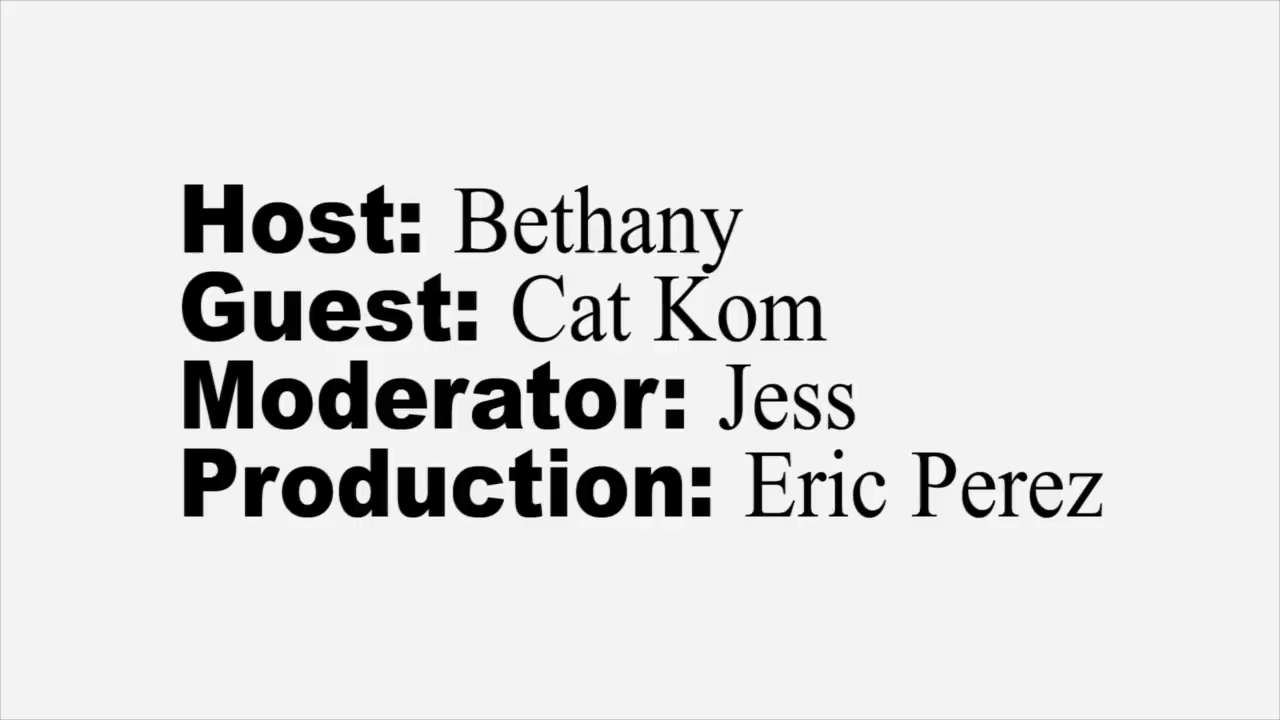 Host: Bethany
Guest: Cat Kom
Moderator: Jess
Production: Eric Perez